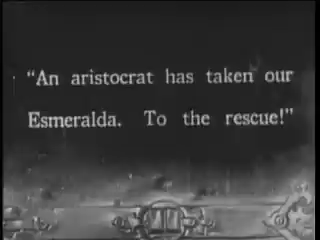 “An aristocrat has taken our
Esmeralda. To the rescue!”